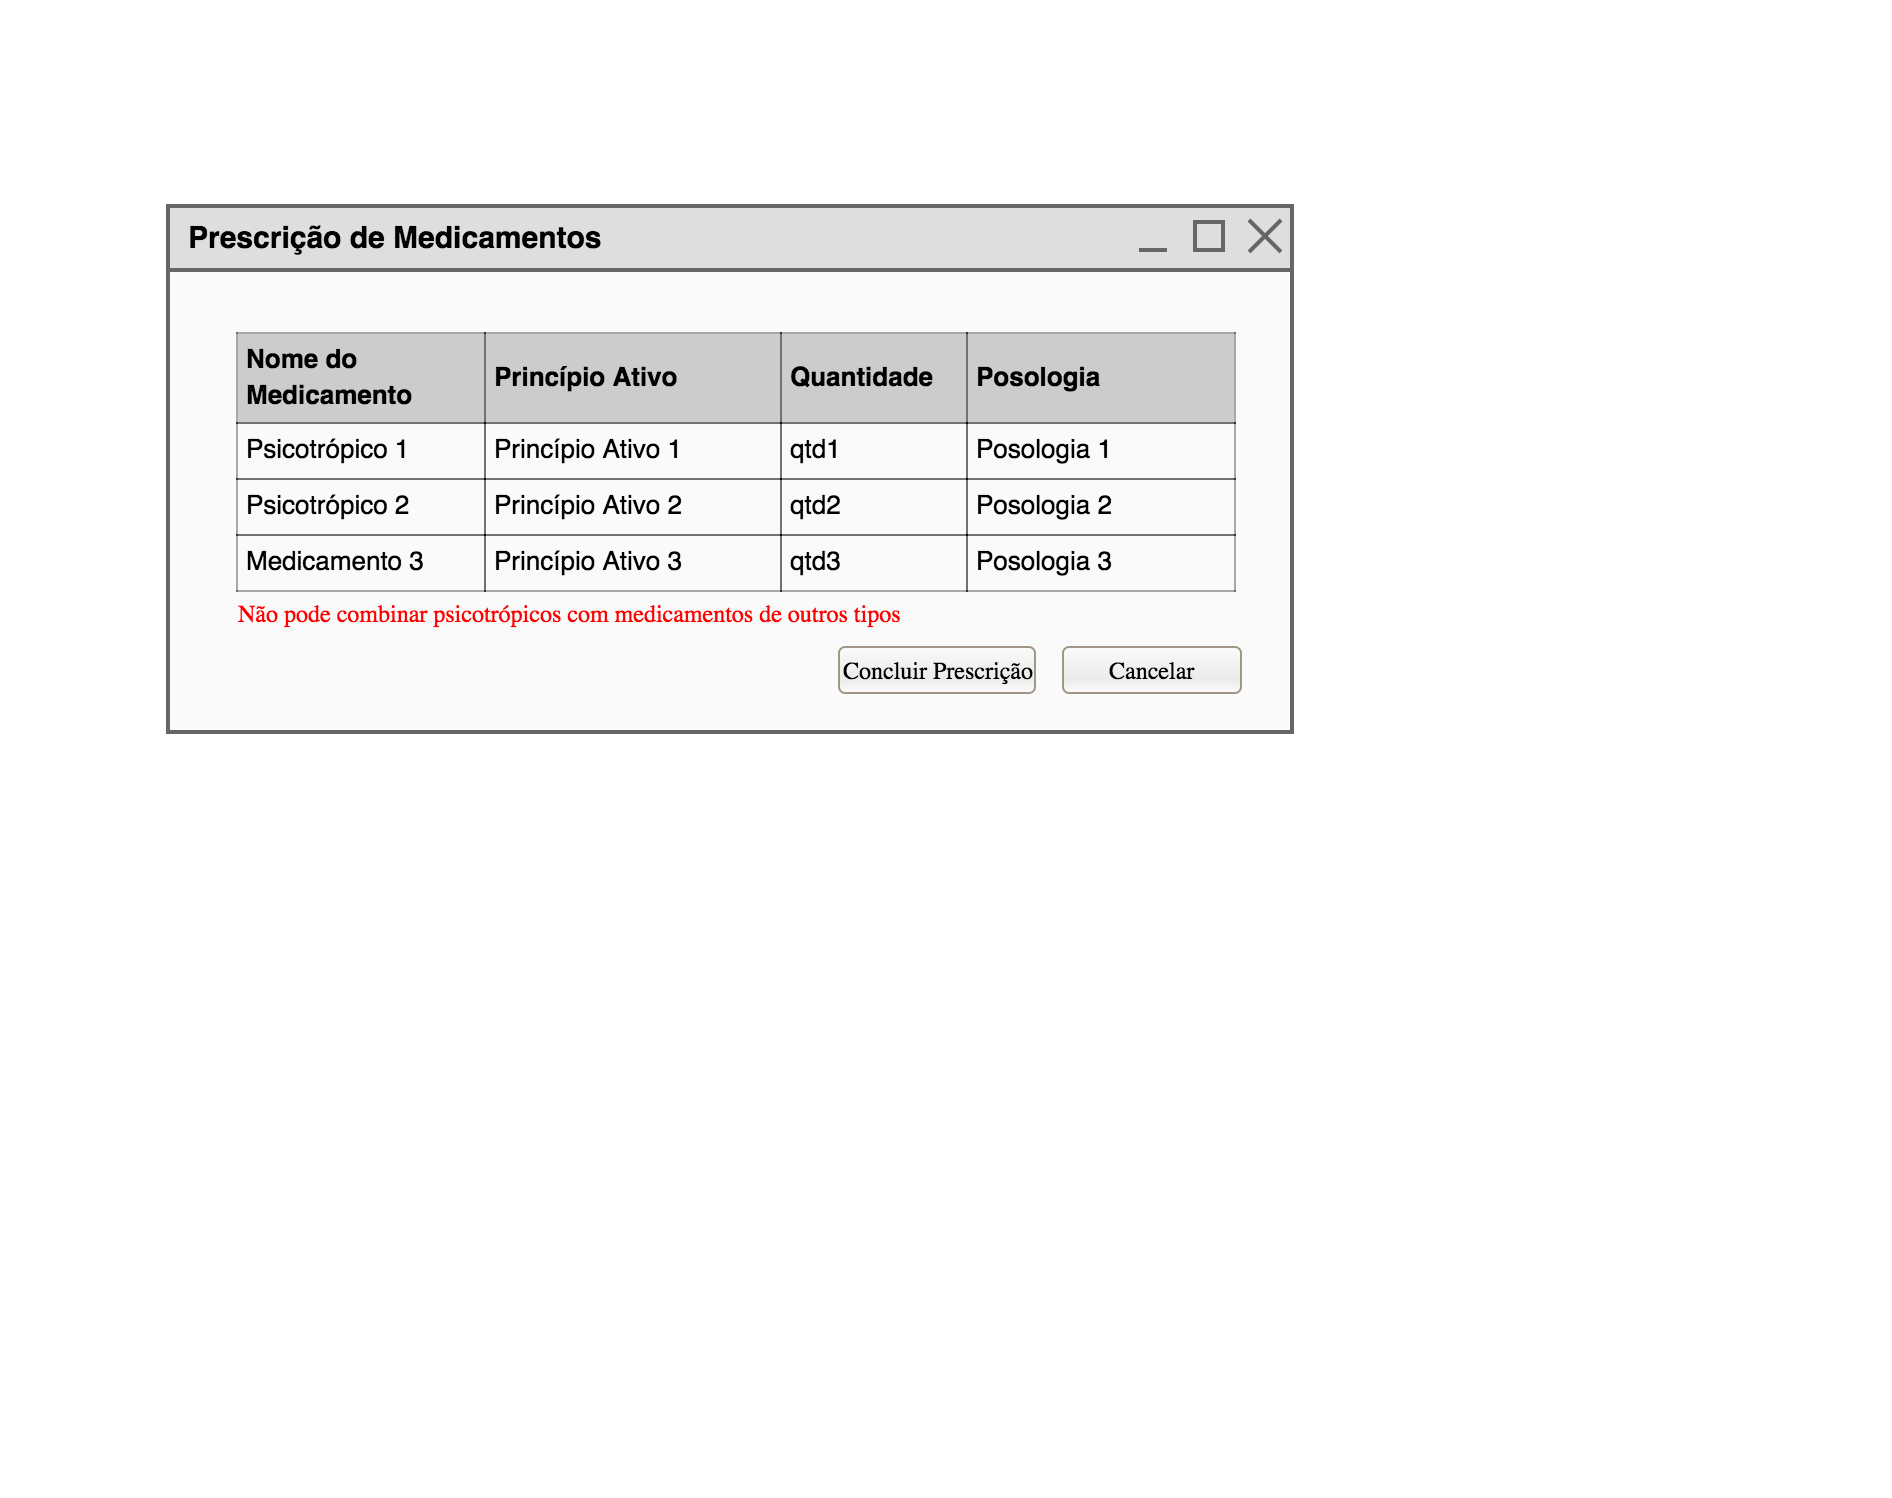 Prescrição de Medicamentos
Nome do Medicamento Princípio Ativo Quantidade Posologia
Psicotrópico 1 Princípio Ativo 1 qtd1 Posologia 1
Psicotrópico 2 Princípio Ativo 2 qtd2 Posologia 2
Medicamento 3 Princípio Ativo 3 qtd3 Posologia 3
Não pode combinar psicotrópicos com medicamentos de outros tipos
Concluir Prescrição Cancelar